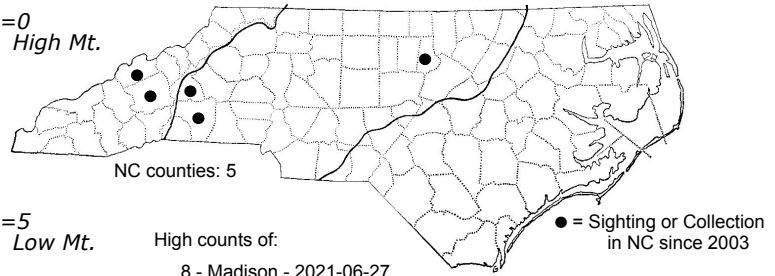 =0
High Mt.
NC counties: 5
=5
Low Mt.
High counts of:
8 - Madison - 2021-06-27
● = Sighting or Collection
in NC since 2003